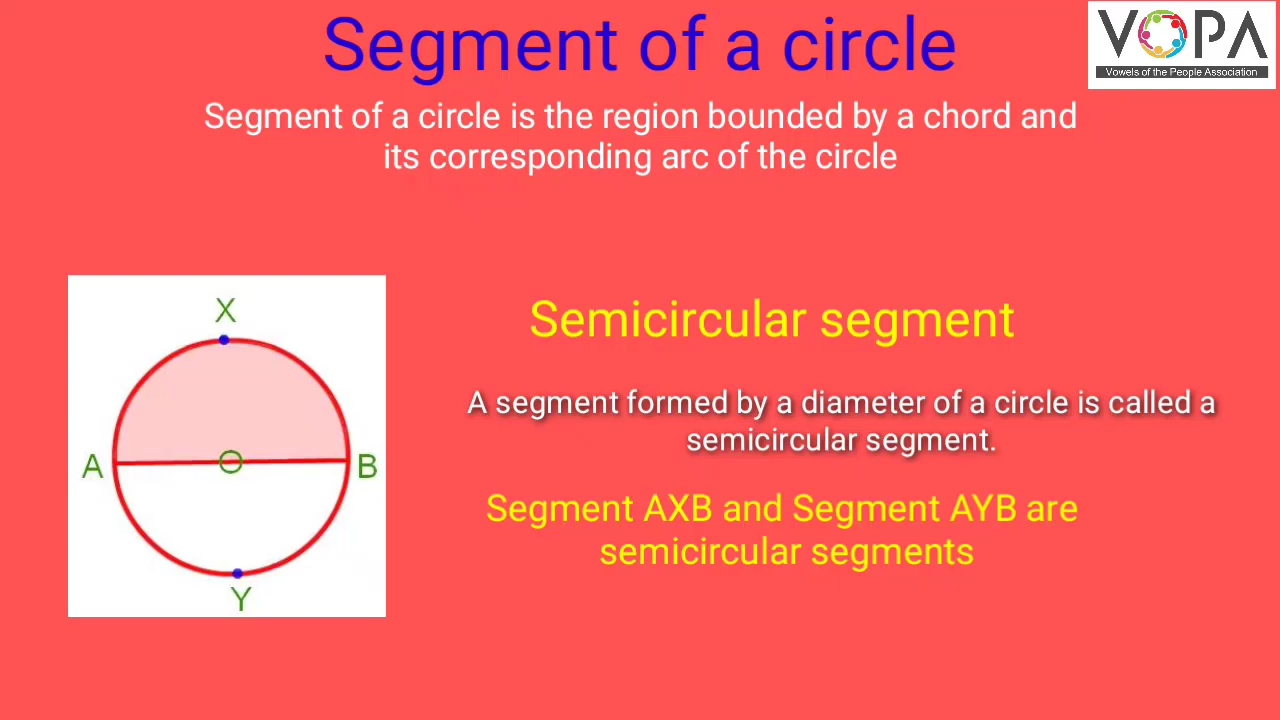 Segment of a circle
VOPA
Vowels of the People Association
Segment of a circle is the region bounded by a chord and
its corresponding arc of the circle
X
A
O
B
Y
Semicircular segment
A segment formed by a diameter of a circle is called a
semicircular segment.
Segment AXB and Segment AYB are
semicircular segments